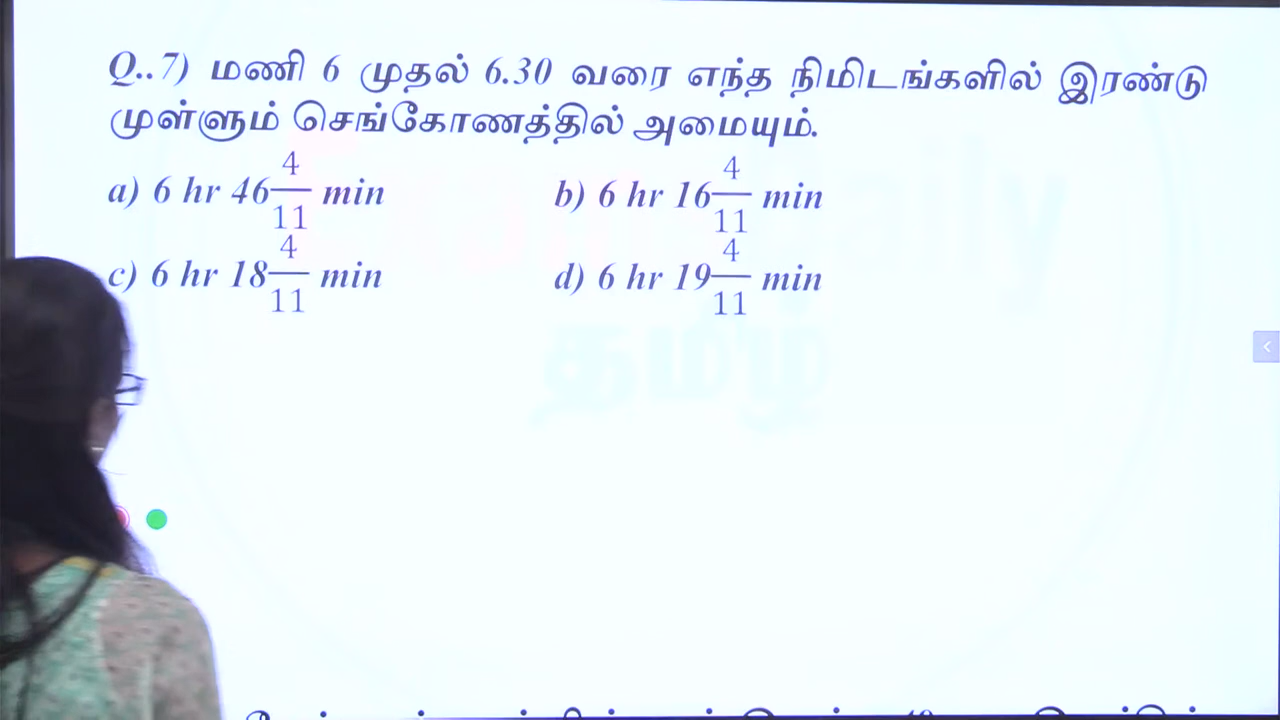 Q..7) மணி 6 முதல் 6.30 வரை எந்த நிமிடங்களில் இரண்டு
முள்ளும் செங்கோணத்தில் அமையும்.
a) 6 hr 46 4/11 min b) 6 hr 16 4/11 min
c) 6 hr 18 4/11 min d) 6 hr 19 4/11 min
தமிழ்